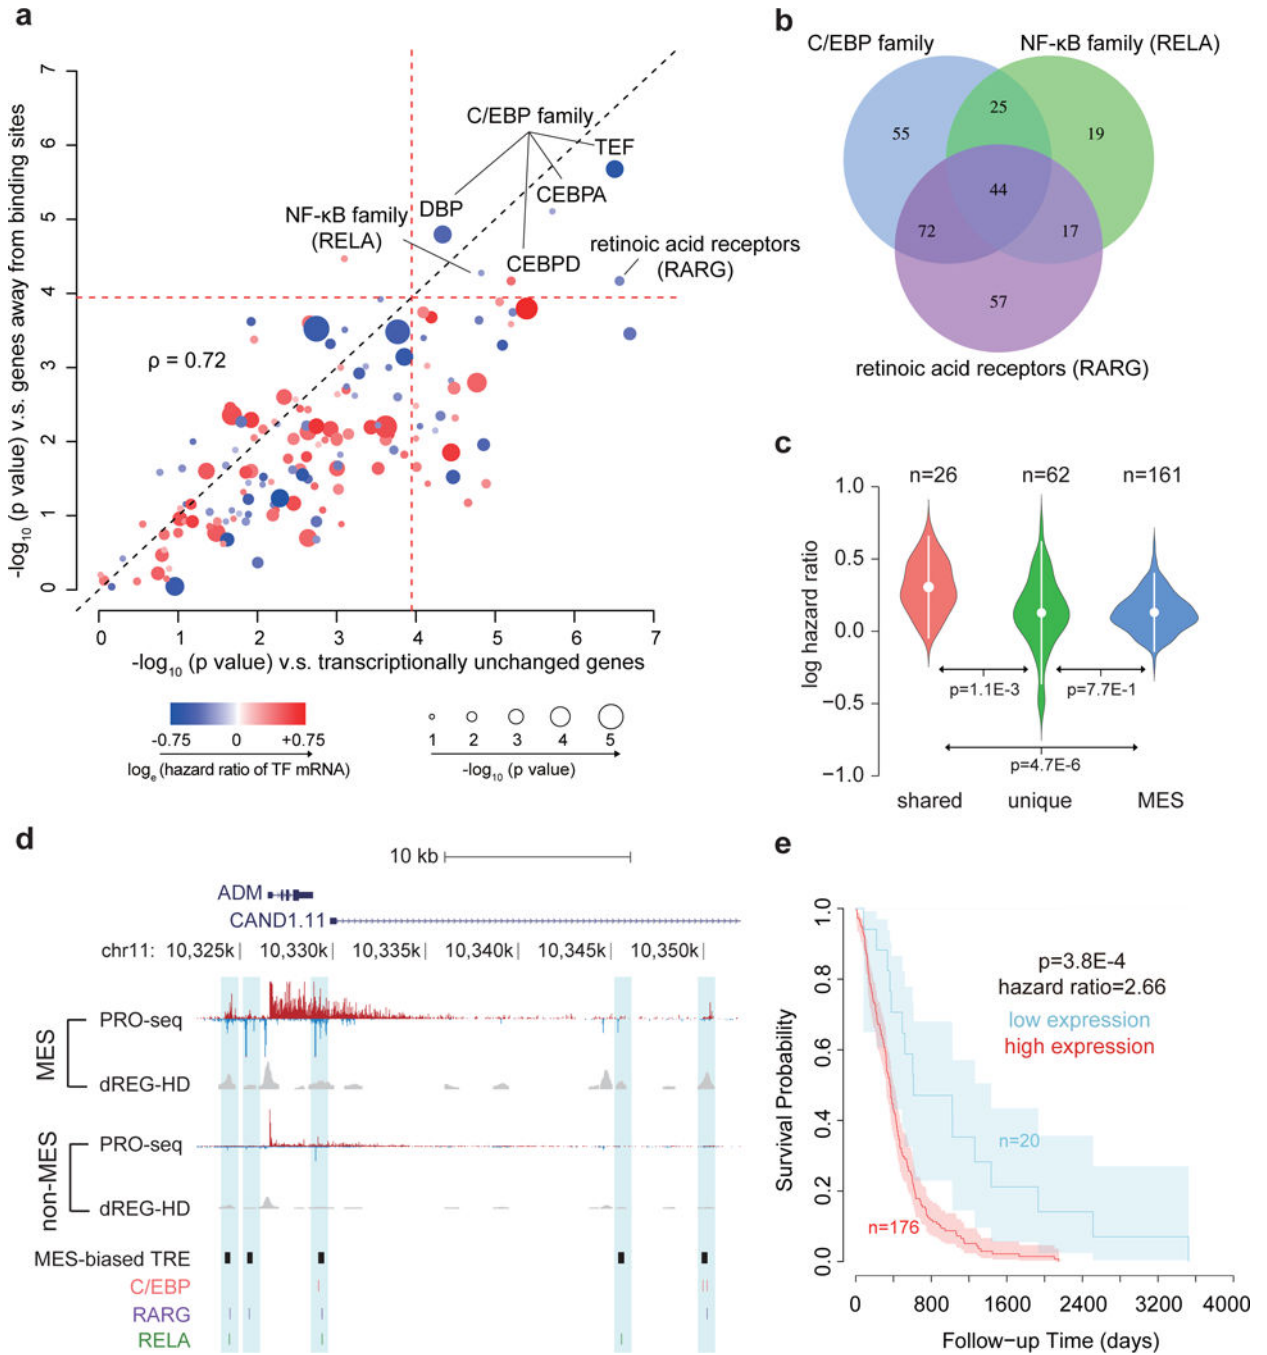 a
-log10 (p value) v.s. genes away from binding sites
7
6
5
4
3
2
1
0
C/EBP family
TEF
CEBPA
DBP
NF-κB family
(RELA)
CEBPD
retinoic acid receptors
(RARG)
ρ = 0.72
0
1
2
3
4
5
6
7
-log10 (p value) v.s. transcriptionally unchanged genes
-0.75
0
+0.75
loge (hazard ratio of TF mRNA)
1
2
3
4
5
-log10 (p value)
b
C/EBP family
NF-κB family (RELA)
25
55
19
44
72
17
57
retinoic acid receptors (RARG)
c
log hazard ratio
1.0
0.5
0.0
−0.5
−1.0
n=26
n=62
n=161
p=1.1E-3
p=7.7E-1
p=4.7E-6
shared
unique
MES
d
10 kb
ADM
CAND1.11
chr11:
10,325k
10,330k
10,335k
10,340k
10,345k
10,350k
MES
PRO-seq
dREG-HD
non-MES
PRO-seq
dREG-HD
MES-biased TRE
C/EBP
RARG
RELA
e
Survival Probability
1.0
0.8
0.6
0.4
0.2
0.0
p=3.8E-4
hazard ratio=2.66
low expression
high expression
n=20
n=176
0
800
1600
2400
3200
4000
Follow-up Time (days)